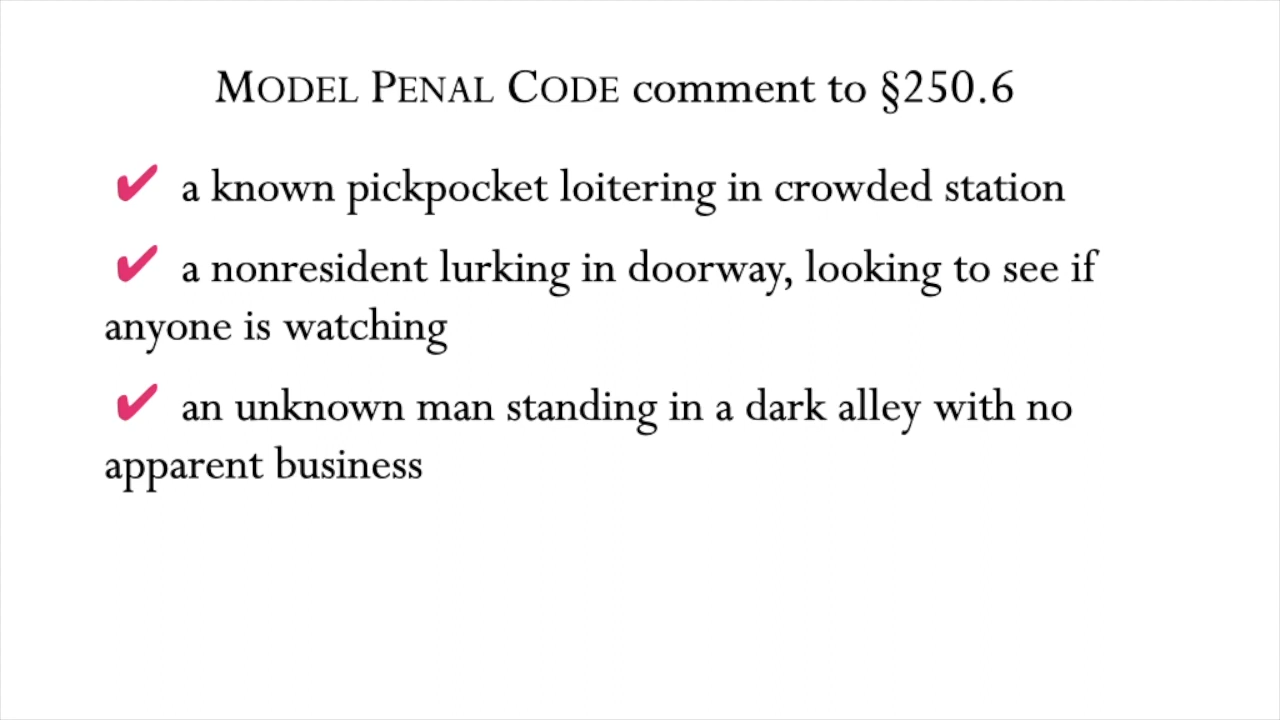 MODEL PENAL CODE comment to §250.6
✔ a known pickpocket loitering in crowded station
✔ a nonresident lurking in doorway, looking to see if
anyone is watching
✔ an unknown man standing in a dark alley with no
apparent business